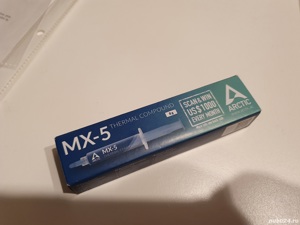 MX-5 THERMAL COMPOUND
4g
SCAN & WIN
US$ 1000
EVERY MONTH
ARCTIC
MX-5